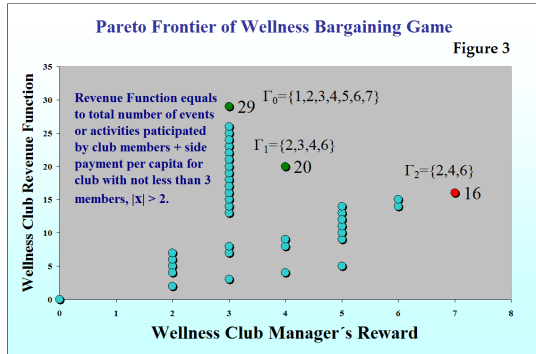 Pareto Frontier of Wellness Bargaining Game
Figure 3
Wellness Club Revenue Function
35
30
25
20
15
10
5
0
Revenue Function equals
to total number of events
or activities paticipated
by club members + side
payment per capita for
club with not less than 3
members, |x| > 2.
Γ₀={1,2,3,4,5,6,7}
29
Γ₁={2,3,4,6}
20
Γ₂={2,4,6}
16
0 1 2 3 4 5 6 7 8
Wellness Club Manager´s Reward